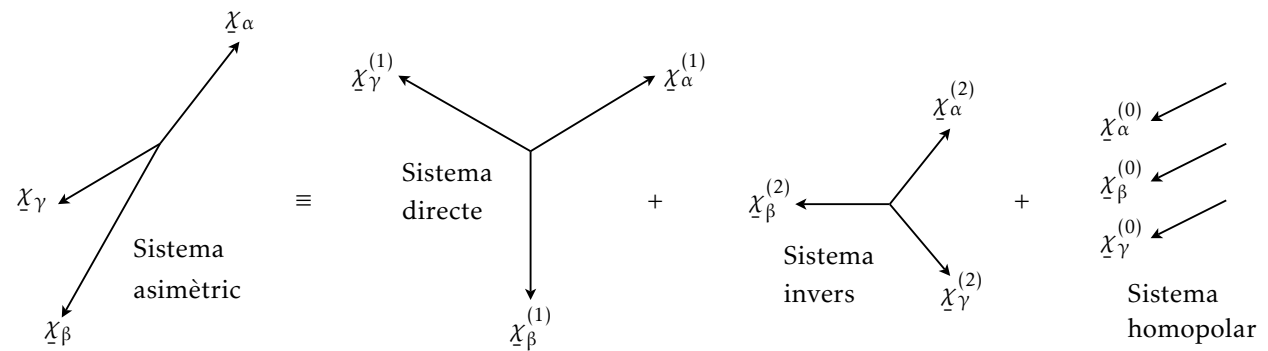 χ̲α
χ̲γ
χ̲β
Sistema
asimètric
≡
χ̲γ^(1)
χ̲α^(1)
Sistema
directe
χ̲β^(1)
+
χ̲α^(2)
χ̲β^(2)
Sistema
invers
χ̲γ^(2)
+
χ̲α^(0)
χ̲β^(0)
χ̲γ^(0)
Sistema
homopolar